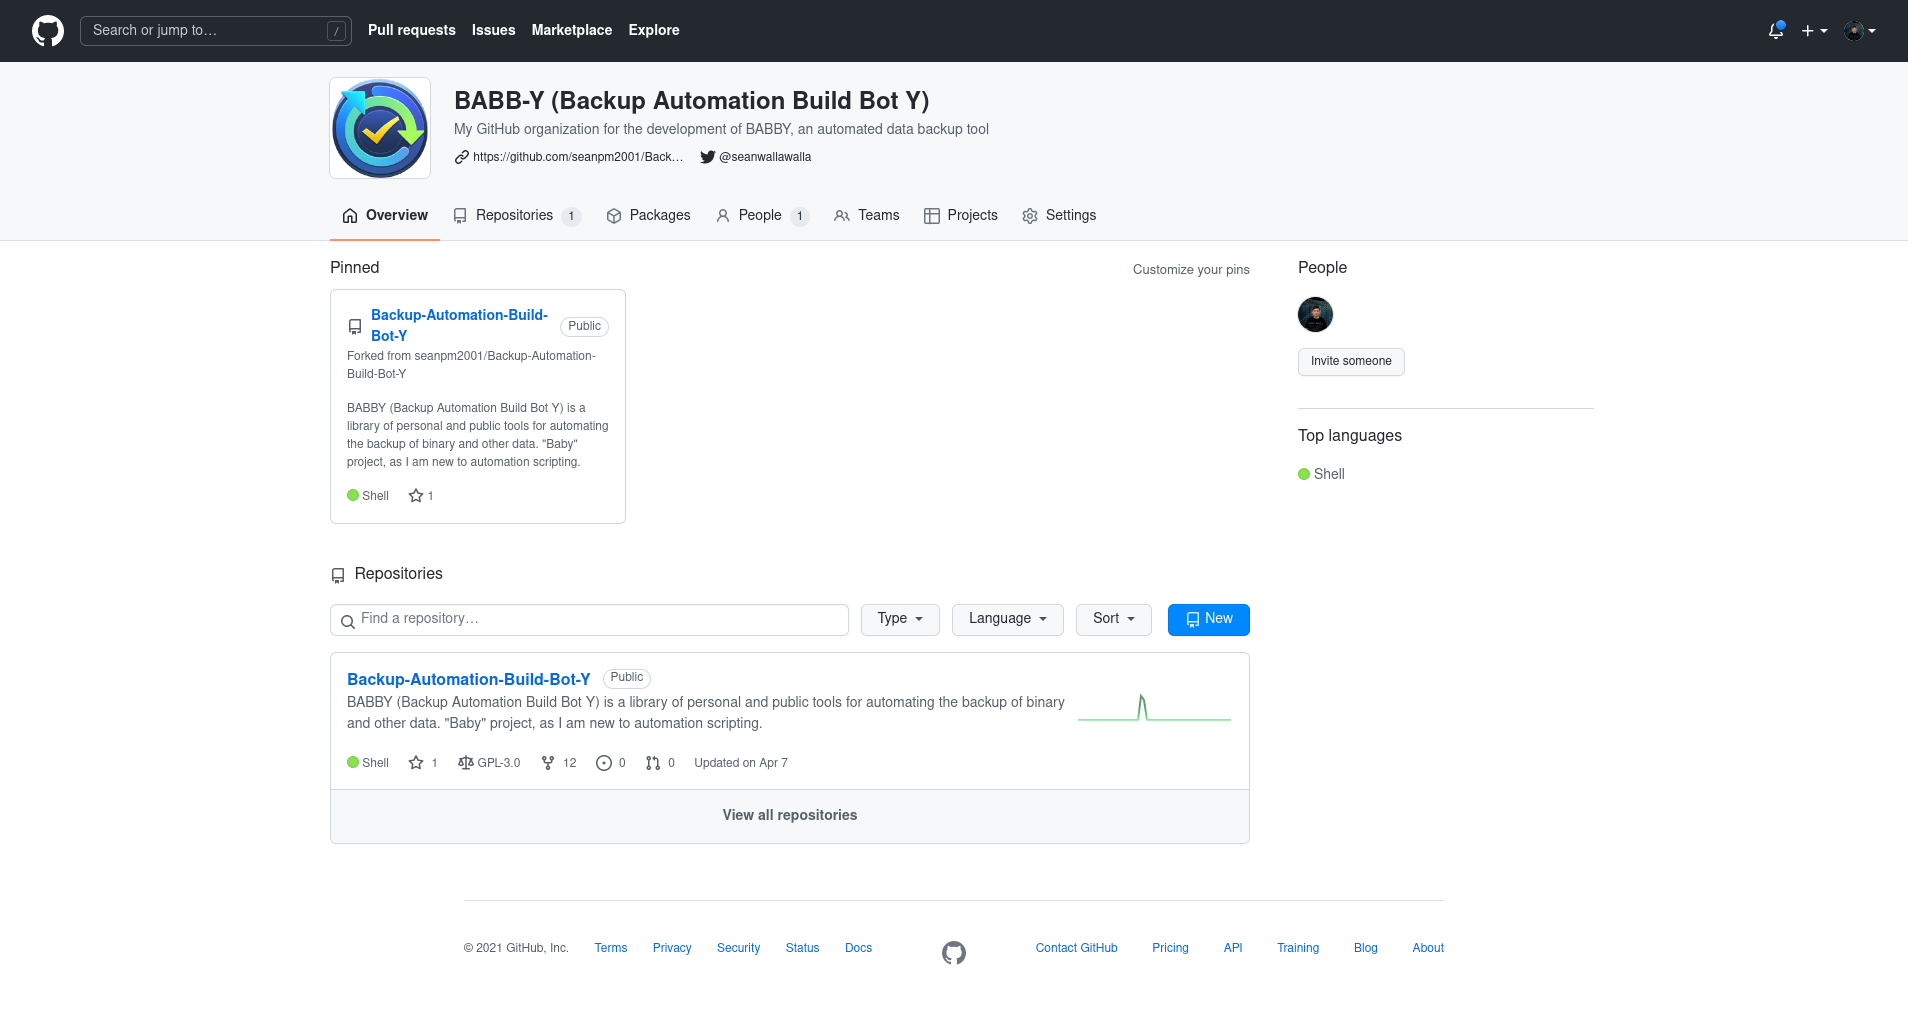 Search or jump to… /
Pull requests Issues Marketplace Explore
BABB-Y (Backup Automation Build Bot Y)
My GitHub organization for the development of BABBY, an automated data backup tool
https://github.com/seanpm2001/Back… @seanwallawalla
Overview Repositories 1 Packages People 1 Teams Projects Settings
Pinned
Customize your pins
Backup-Automation-Build-
Bot-Y
Public
Forked from seanpm2001/Backup-Automation-
Build-Bot-Y
BABBY (Backup Automation Build Bot Y) is a
library of personal and public tools for automating
the backup of binary and other data. "Baby"
project, as I am new to automation scripting.
Shell 1
People
Invite someone
Top languages
Shell
Repositories
Find a repository… Type Language Sort New
Backup-Automation-Build-Bot-Y Public
BABBY (Backup Automation Build Bot Y) is a library of personal and public tools for automating the backup of binary
and other data. "Baby" project, as I am new to automation scripting.
Shell 1 GPL-3.0 12 0 0 Updated on Apr 7
View all repositories
© 2021 GitHub, Inc. Terms Privacy Security Status Docs Contact GitHub Pricing API Training Blog About